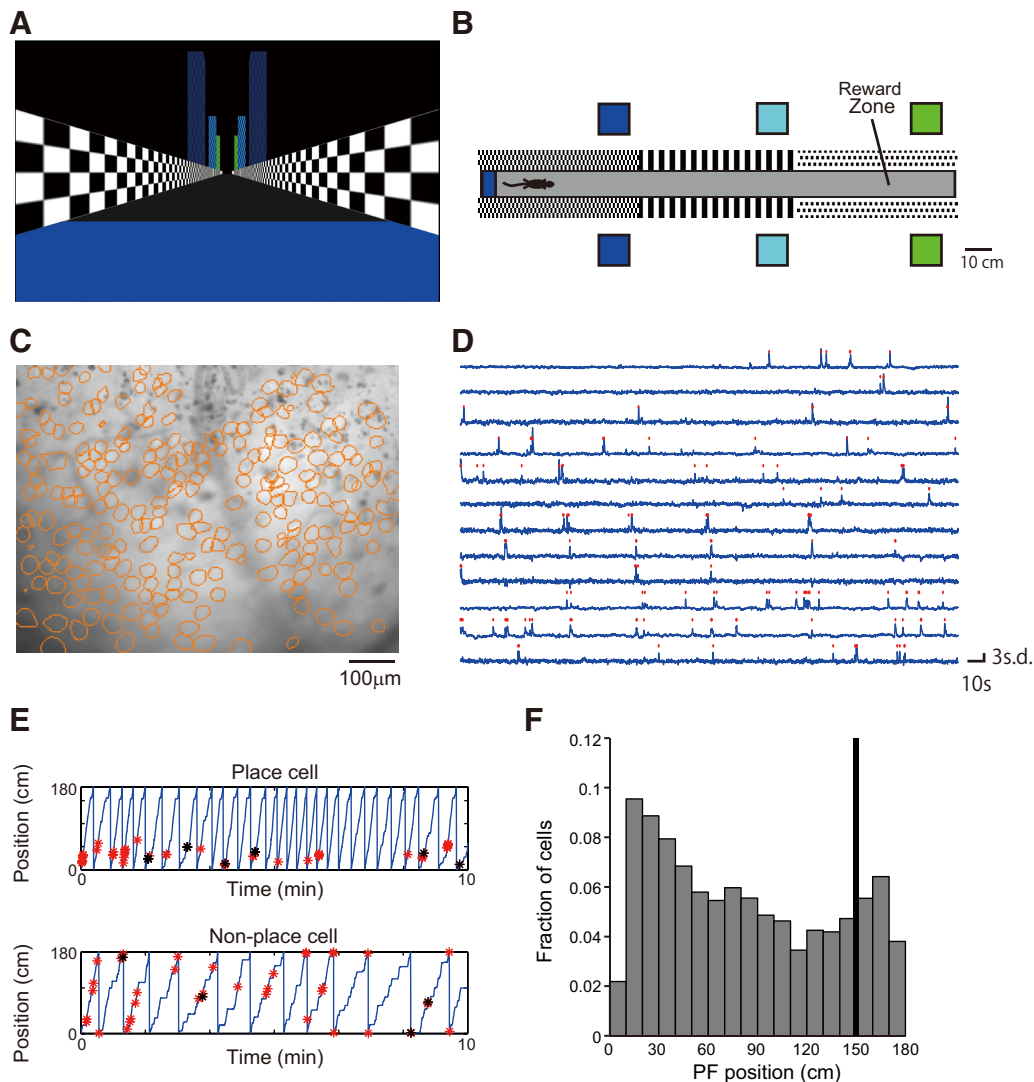 A
B
Reward
Zone
10 cm
C
100μm
D
3s.d.
10s
E
Place cell
Position (cm)
180
0
0
10
Time (min)
Non-place cell
Position (cm)
180
0
0
10
Time (min)
F
Fraction of cells
0.12
0.1
0.08
0.06
0.04
0.02
0
0
30
60
90
120
150
180
PF position (cm)